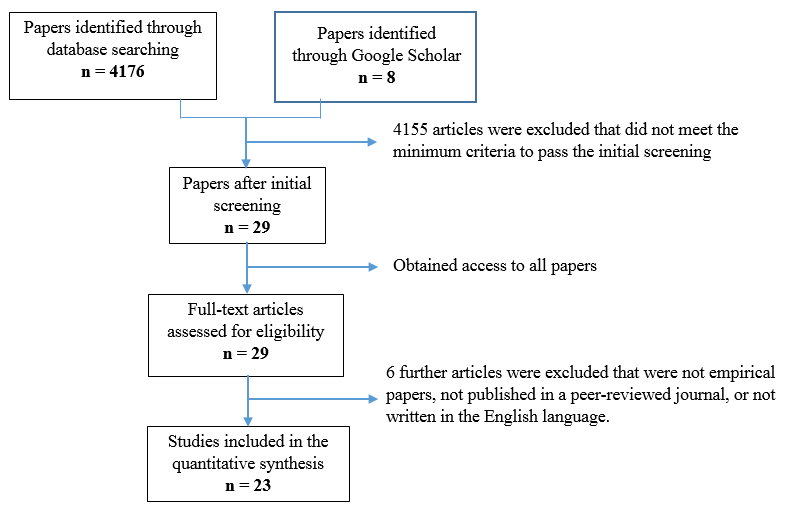 Papers identified through
database searching
n = 4176
Papers identified
through Google Scholar
n = 8
4155 articles were excluded that did not meet the
minimum criteria to pass the initial screening
Papers after initial
screening
n = 29
Obtained access to all papers
Full-text articles
assessed for eligibility
n = 29
6 further articles were excluded that were not empirical
papers, not published in a peer-reviewed journal, or not
written in the English language.
Studies included in the
quantitative synthesis
n = 23